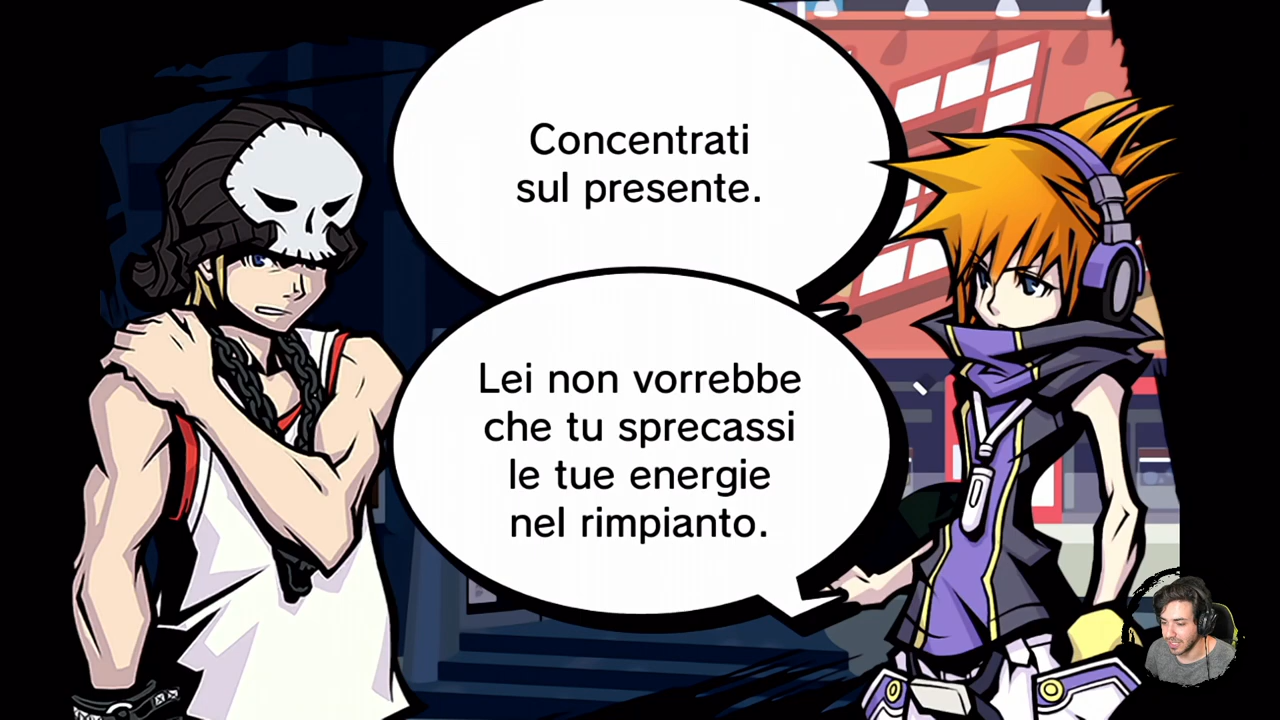 Concentrati
sul presente.
Lei non vorrebbe
che tu sprecassi
le tue energie
nel rimpianto.